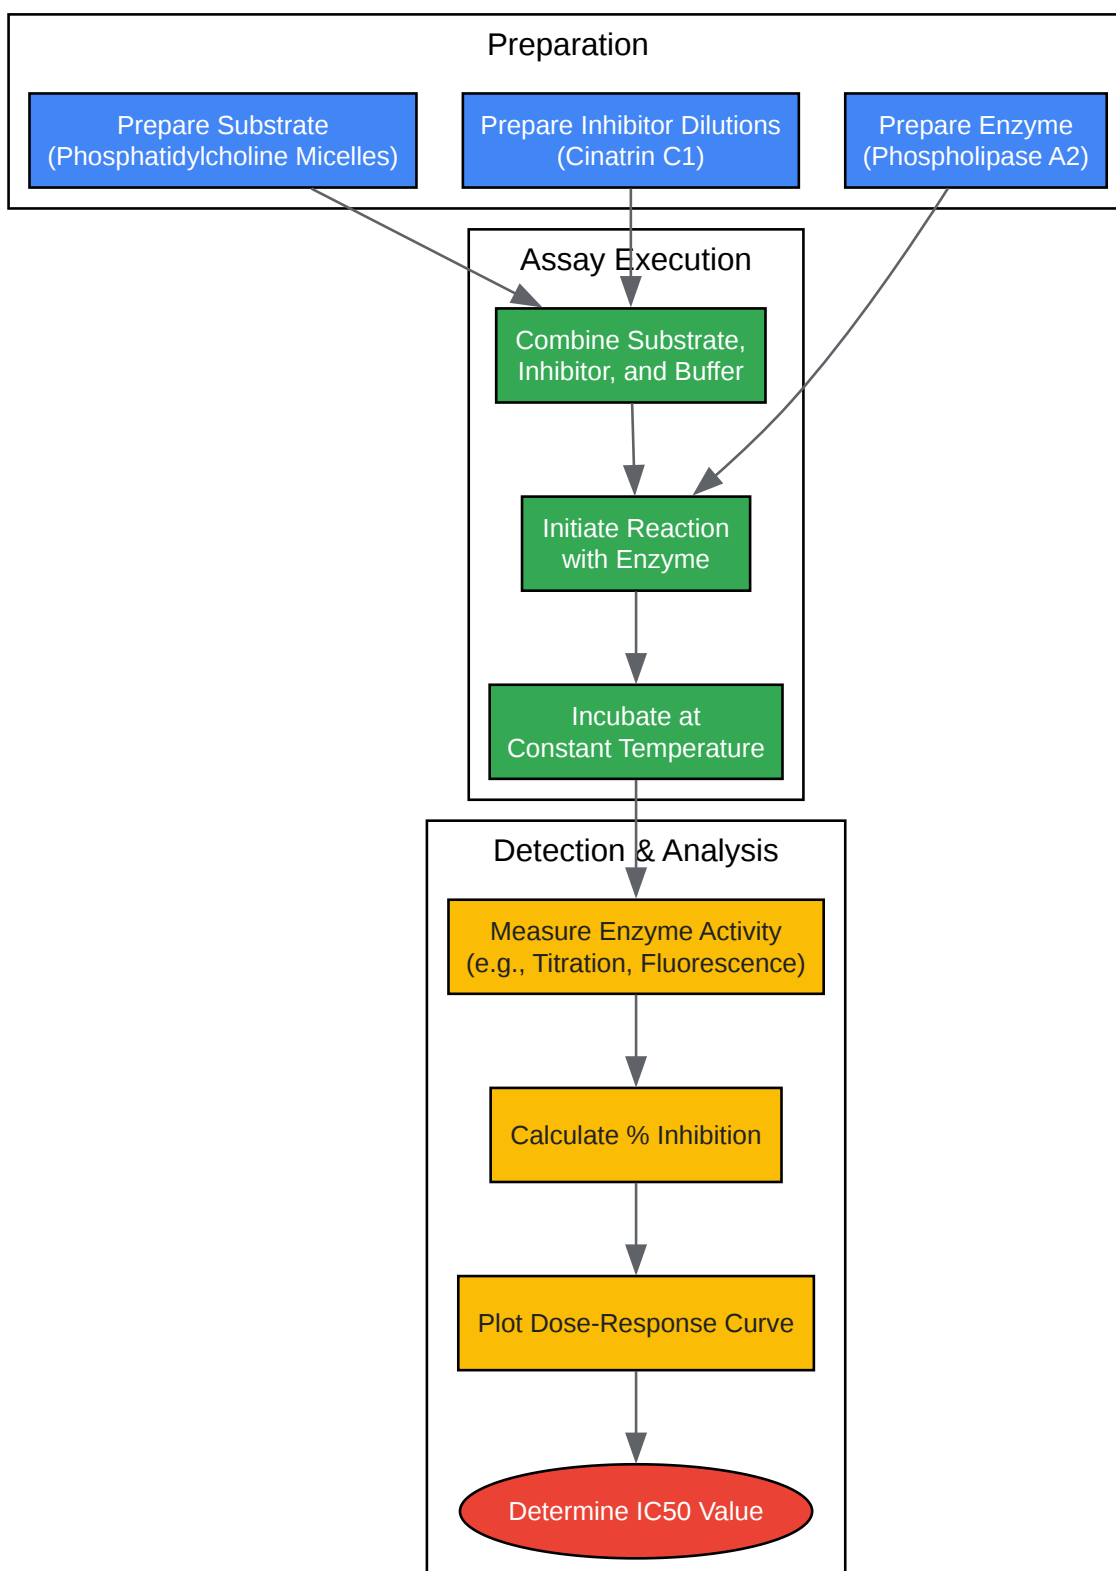 Preparation
Prepare Substrate
(Phosphatidylcholine Micelles)
Prepare Inhibitor Dilutions
(Cinatrin C1)
Prepare Enzyme
(Phospholipase A2)
Assay Execution
Combine Substrate,
Inhibitor, and Buffer
Initiate Reaction
with Enzyme
Incubate at
Constant Temperature
Detection & Analysis
Measure Enzyme Activity
(e.g., Titration, Fluorescence)
Calculate % Inhibition
Plot Dose-Response Curve
Determine IC50 Value